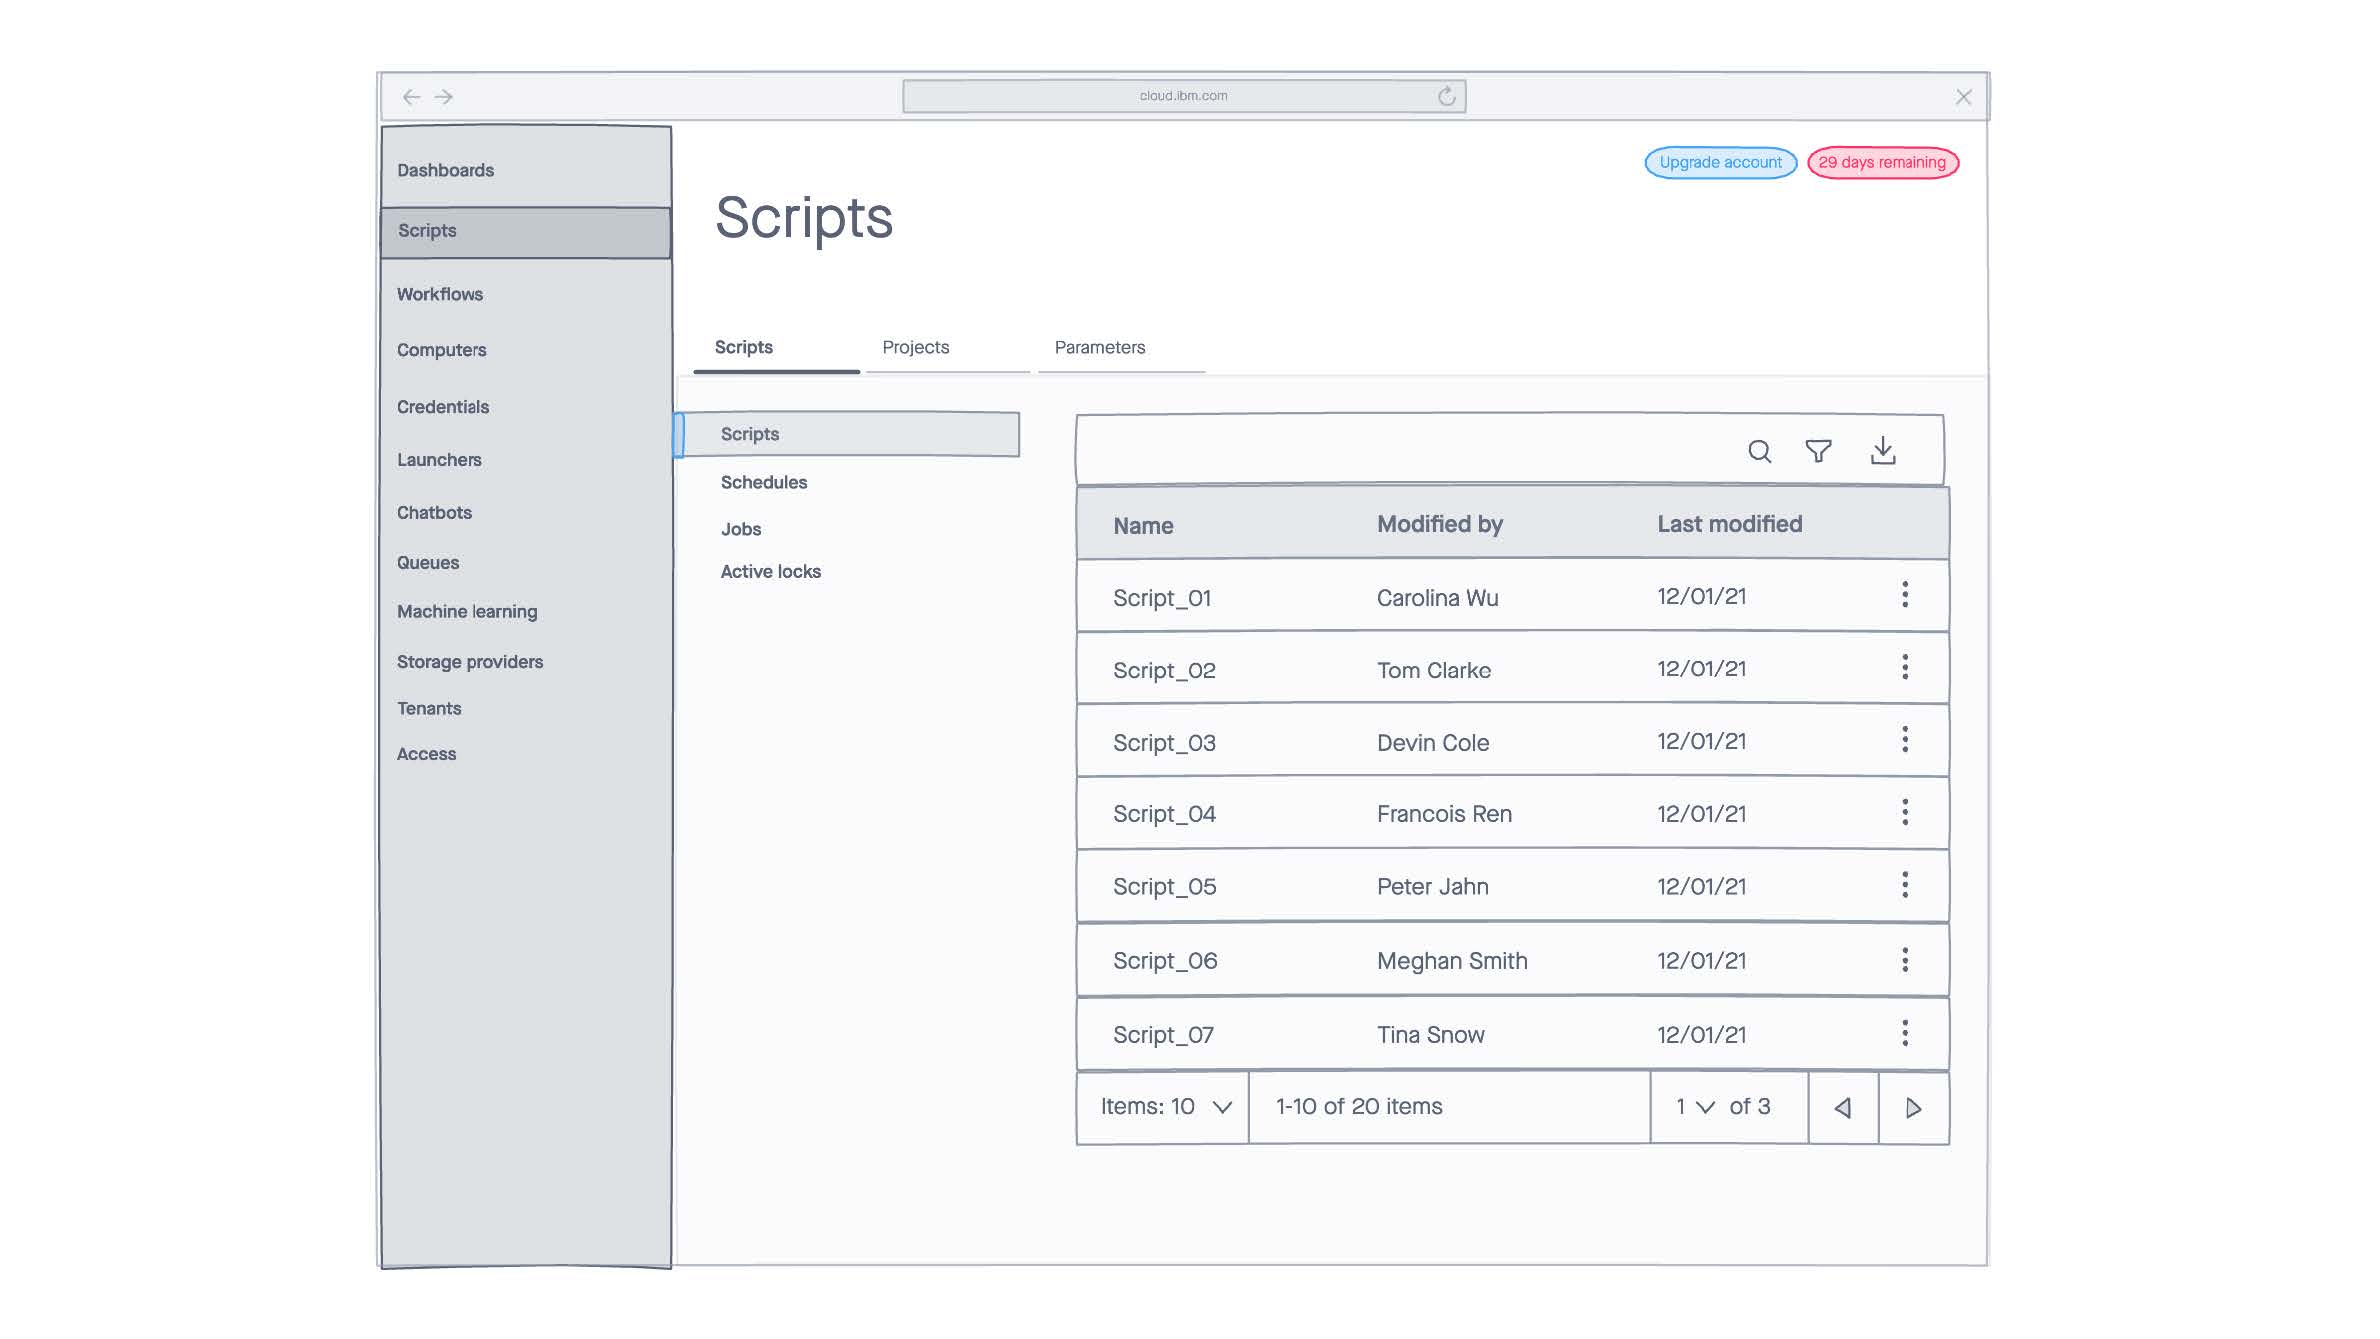 cloud.ibm.com
Upgrade account
29 days remaining
Dashboards
Scripts
Workflows
Computers
Credentials
Launchers
Chatbots
Queues
Machine learning
Storage providers
Tenants
Access
Scripts
Scripts Projects Parameters
Scripts
Schedules
Jobs
Active locks
Name Modified by Last modified
Script_01 Carolina Wu 12/01/21
Script_02 Tom Clarke 12/01/21
Script_03 Devin Cole 12/01/21
Script_04 Francois Ren 12/01/21
Script_05 Peter Jahn 12/01/21
Script_06 Meghan Smith 12/01/21
Script_07 Tina Snow 12/01/21
Items: 10 1-10 of 20 items 1 of 3